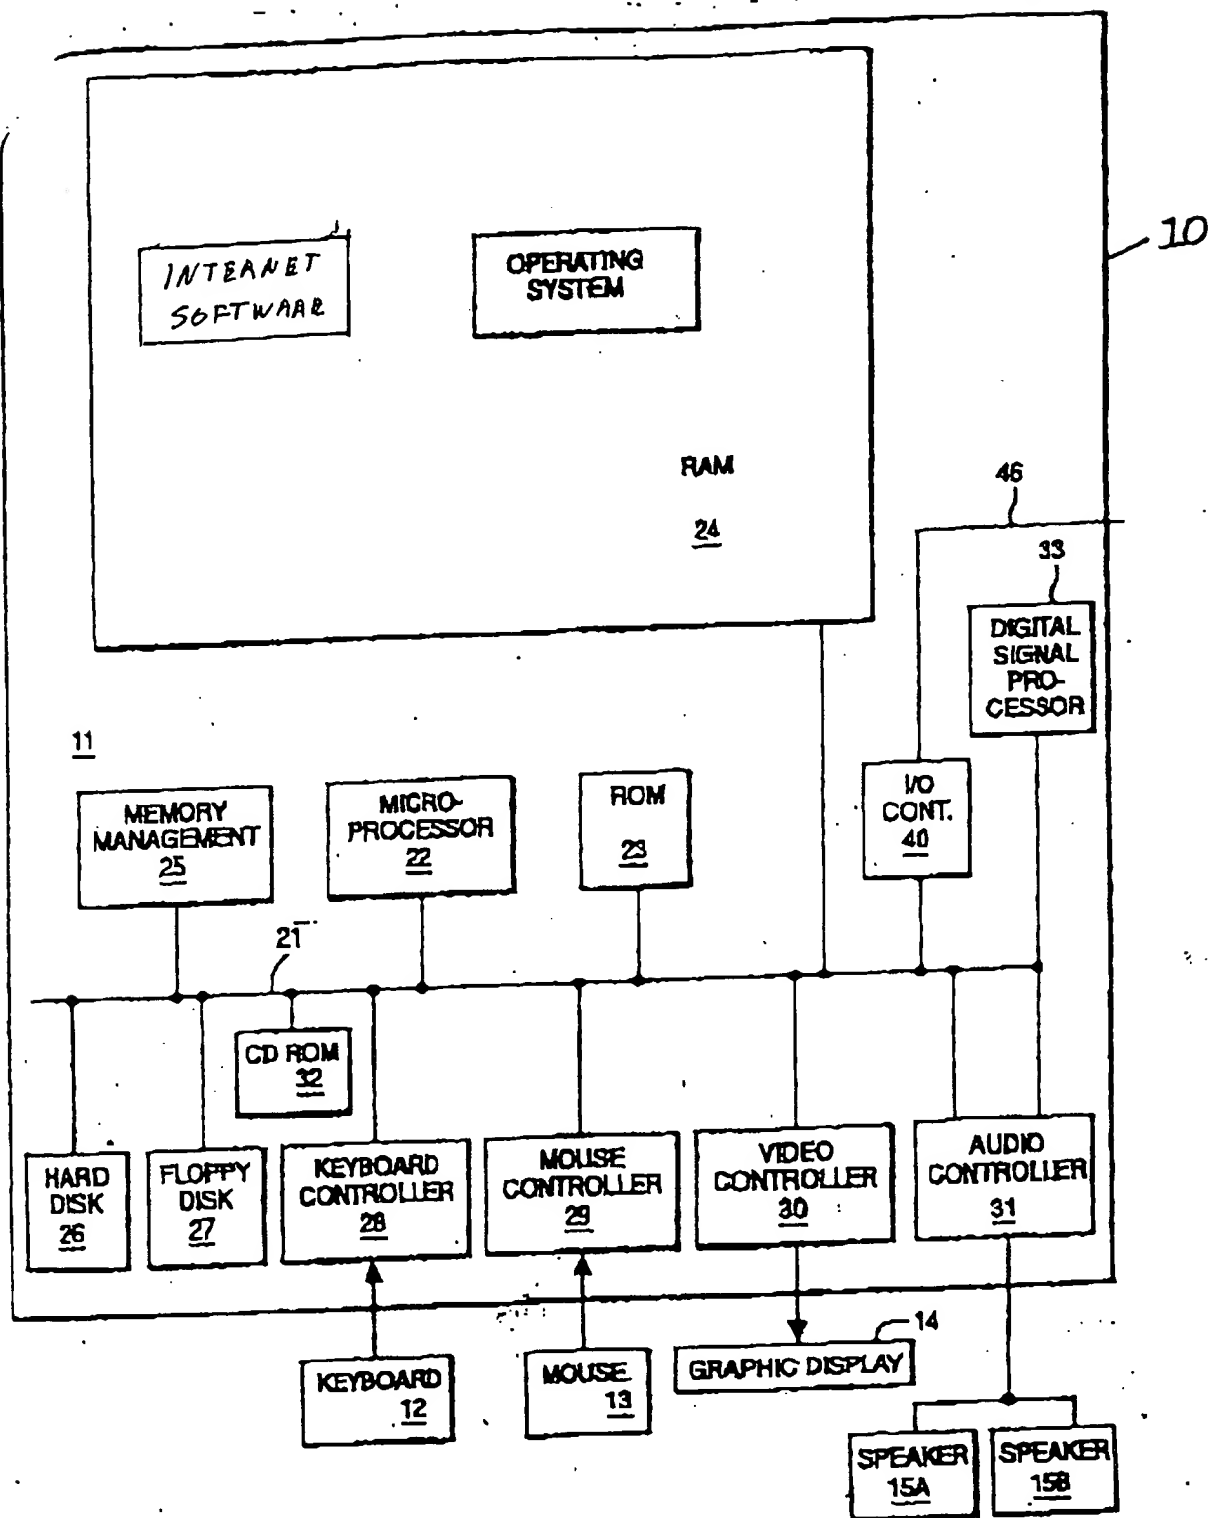 10
INTERNET
SOFTWARE
OPERATING
SYSTEM
RAM
24
46
33
DIGITAL
SIGNAL
PRO-
CESSOR
11
MEMORY
MANAGEMENT
25
MICRO-
PROCESSOR
22
ROM
23
I/O
CONT.
40
21
CD ROM
32
HARD
DISK
26
FLOPPY
DISK
27
KEYBOARD
CONTROLLER
28
MOUSE
CONTROLLER
29
VIDEO
CONTROLLER
30
AUDIO
CONTROLLER
31
KEYBOARD
12
MOUSE
13
14
GRAPHIC DISPLAY
SPEAKER
15A
SPEAKER
15B